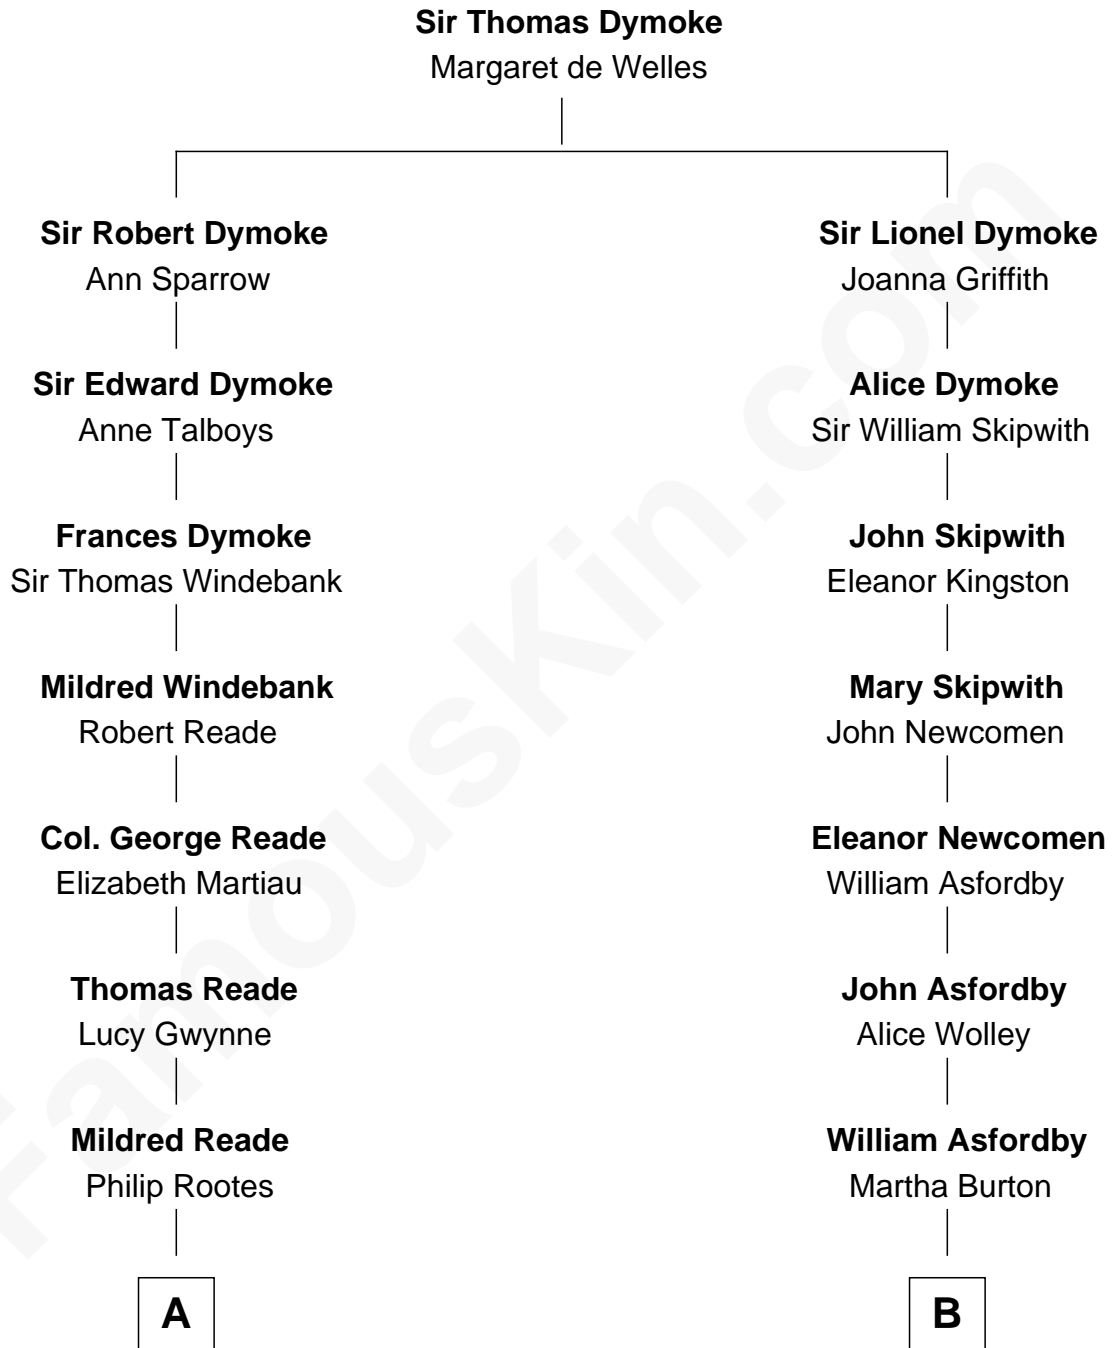 Sir Thomas Dymoke
Margaret de Welles
Sir Robert Dymoke
Ann Sparrow
Sir Lionel Dymoke
Joanna Griffith
Sir Edward Dymoke
Anne Talboys
Alice Dymoke
Sir William Skipwith
Frances Dymoke
Sir Thomas Windebank
John Skipwith
Eleanor Kingston
Mildred Windebank
Robert Reade
Mary Skipwith
John Newcomen
Col. George Reade
Elizabeth Martiau
Eleanor Newcomen
William Asfordby
Thomas Reade
Lucy Gwynne
John Asfordby
Alice Wolley
Mildred Reade
Philip Rootes
William Asfordby
Martha Burton
A
B
FamousKin.com